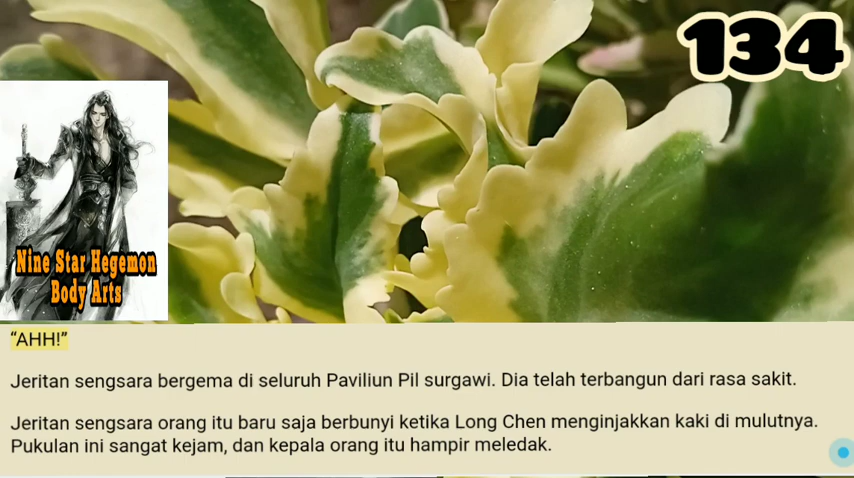 134
Nine Star Hegemon
Body Arts
“AHH!”
Jeritan sengsara bergema di seluruh Paviliun Pil surgawi. Dia telah terbangun dari rasa sakit.
Jeritan sengsara orang itu baru saja berbunyi ketika Long Chen menginjakkan kaki di mulutnya.
Pukulan ini sangat kejam, dan kepala orang itu hampir meledak.